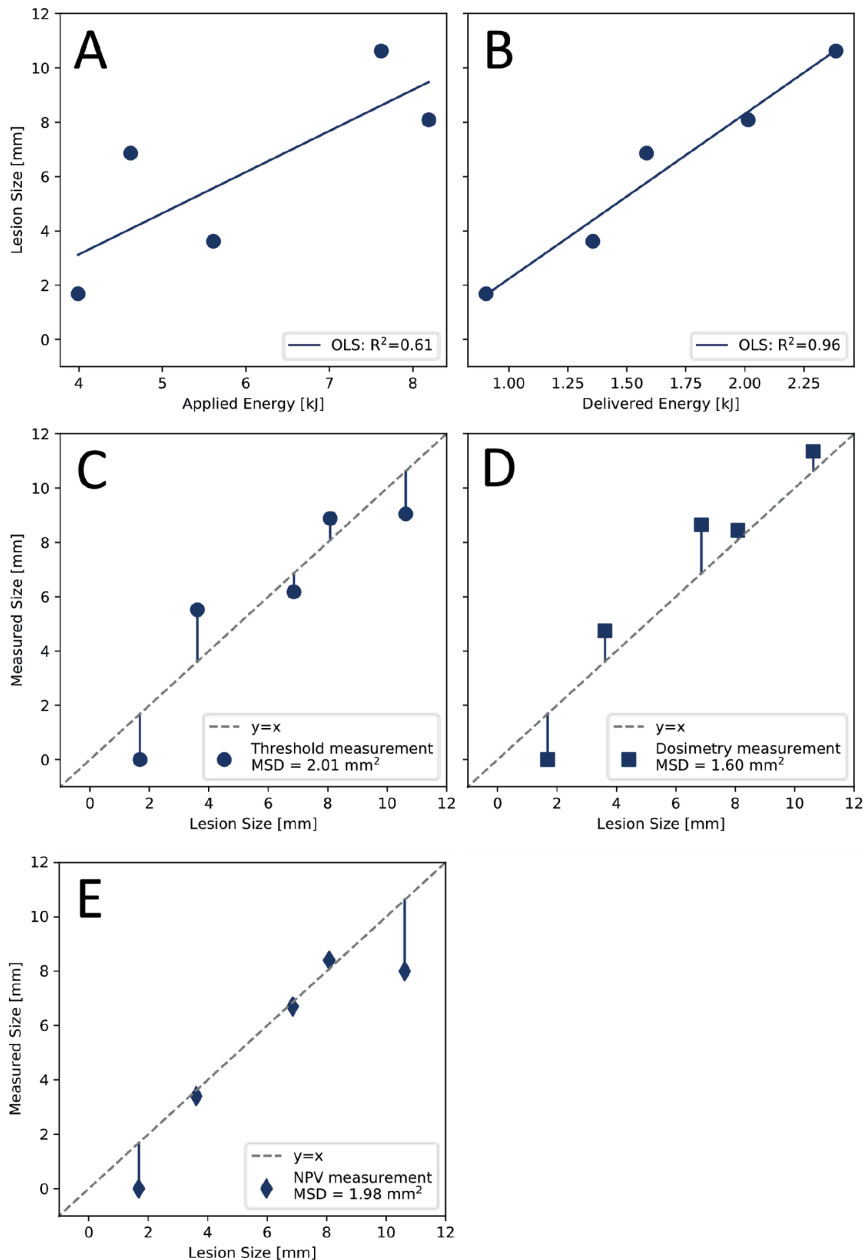 A
12
10
8
6
4
2
0
Lesion Size [mm]
OLS: R²=0.61
4 5 6 7 8
Applied Energy [kJ]
B
OLS: R²=0.96
1.00 1.25 1.50 1.75 2.00 2.25
Delivered Energy [kJ]
C
12
10
8
6
4
2
0
Measured Size [mm]
y=x
Threshold measurement
MSD = 2.01 mm²
0 2 4 6 8 10 12
Lesion Size [mm]
D
y=x
Dosimetry measurement
MSD = 1.60 mm²
0 2 4 6 8 10 12
Lesion Size [mm]
E
12
10
8
6
4
2
0
Measured Size [mm]
y=x
NPV measurement
MSD = 1.98 mm²
0 2 4 6 8 10 12
Lesion Size [mm]